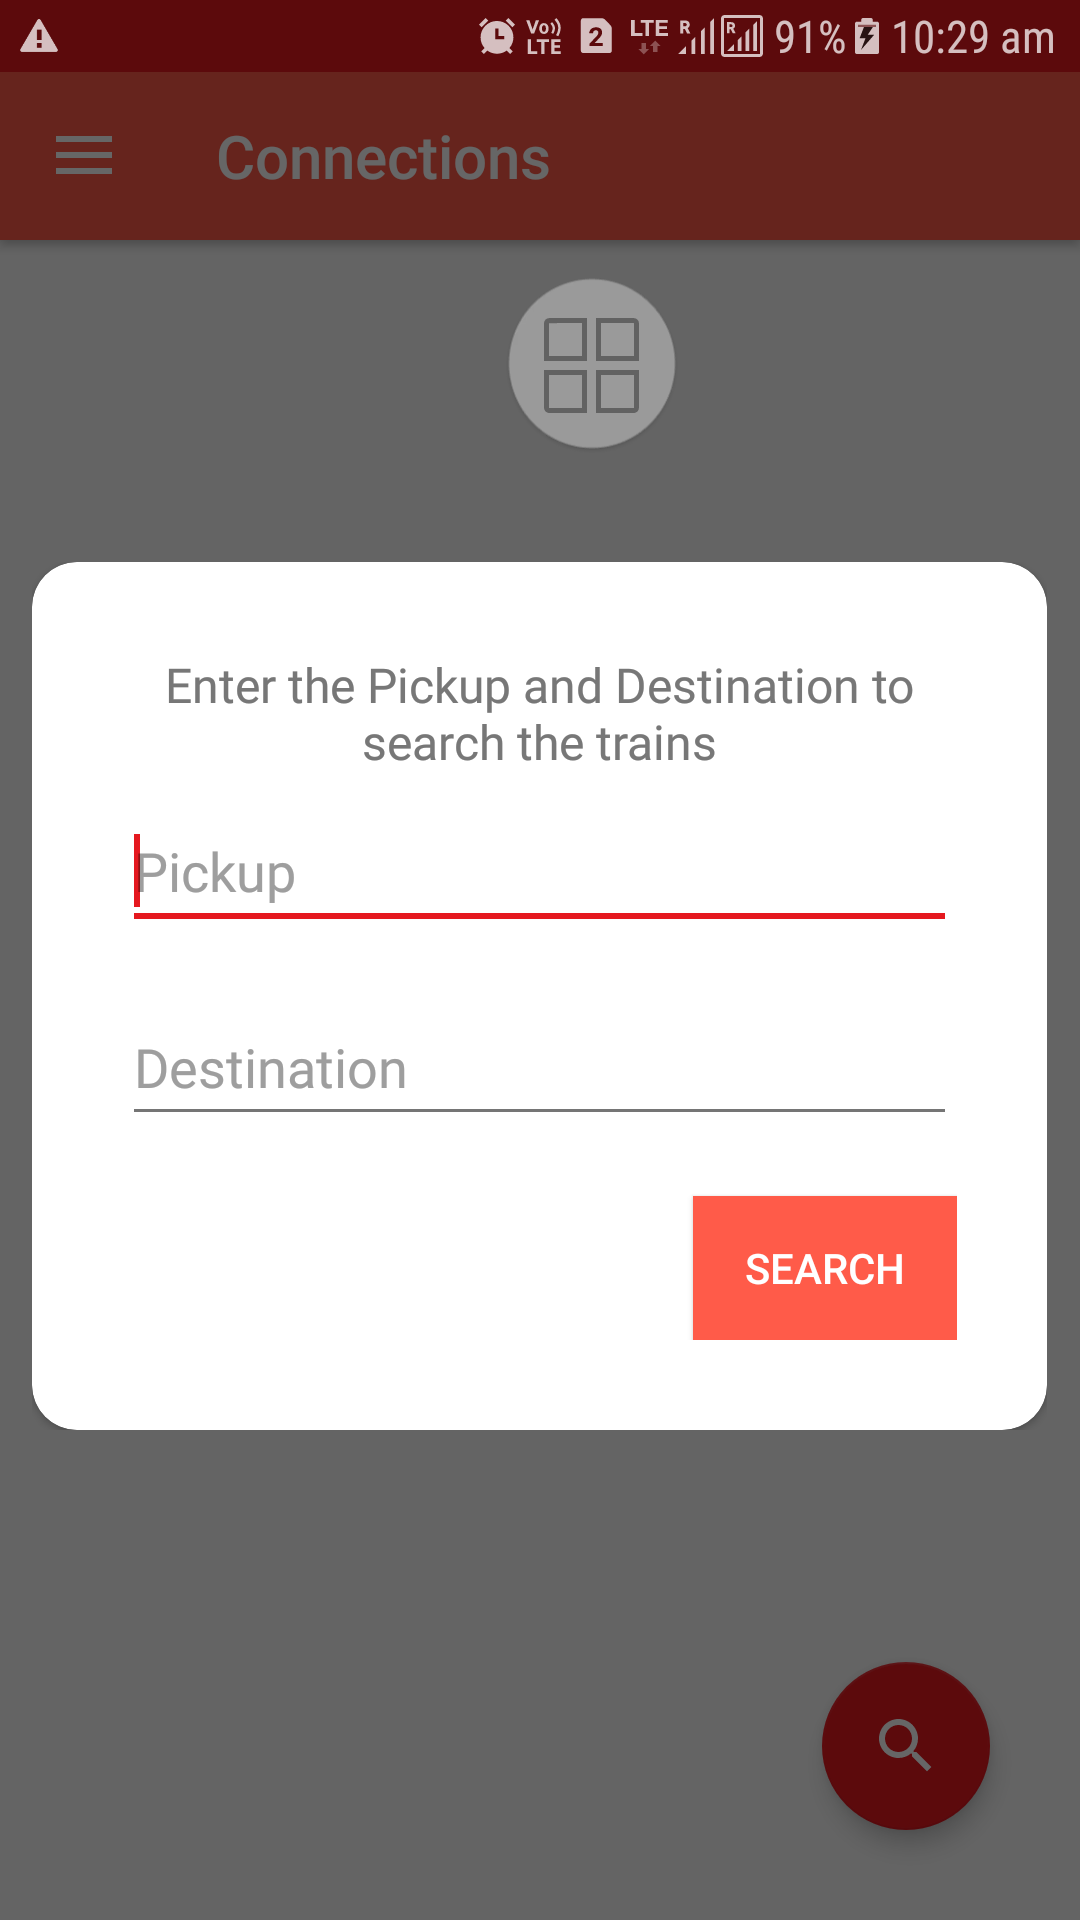 Vo)) LTE 2 LTE R R 91% 10:29 am
Connections
Enter the Pickup and Destination to
search the trains
Pickup
Destination
SEARCH